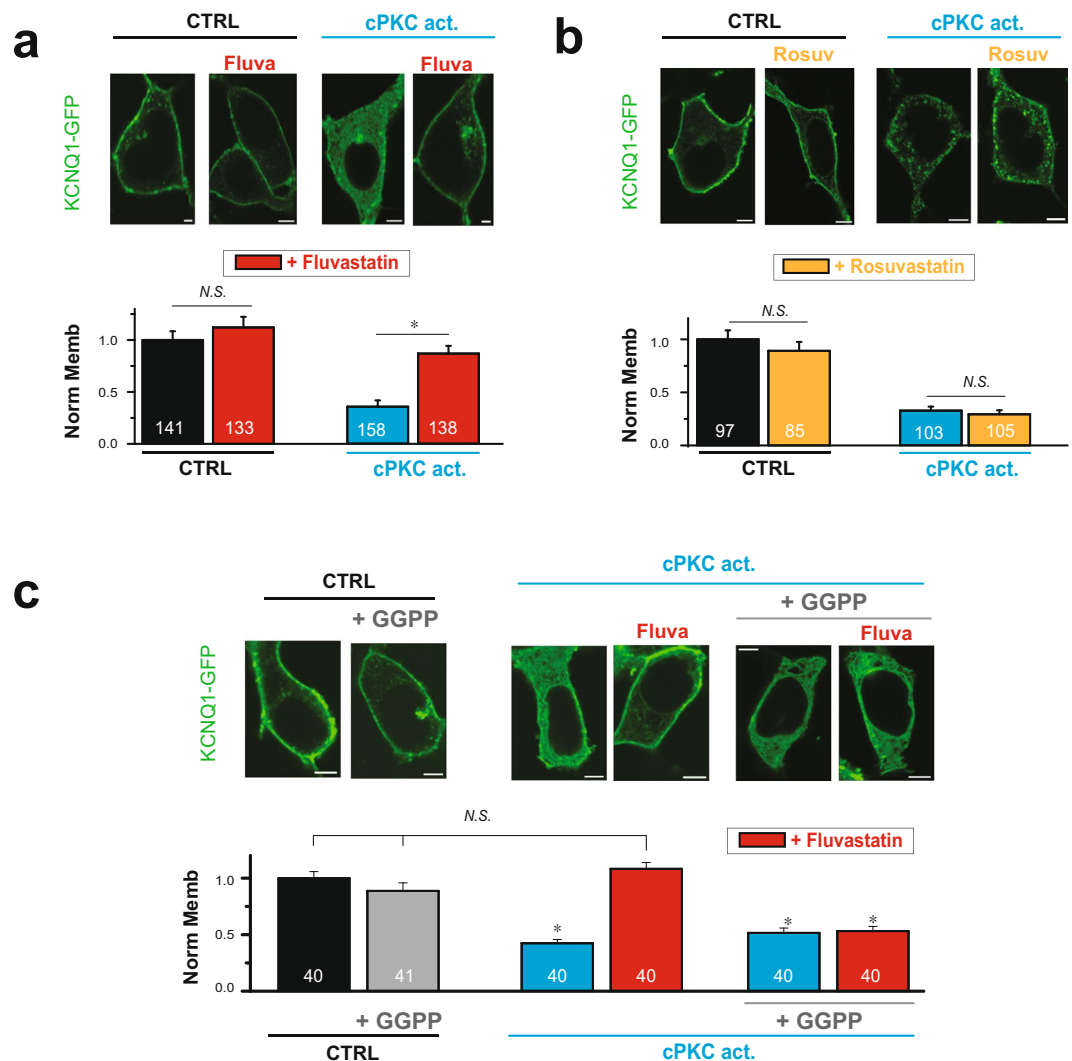 a
CTRL
cPKC act.
Fluva
Fluva
KCNQ1-GFP
+ Fluvastatin
N.S.
*
Norm Memb
1.0
0.5
0.0
141
133
158
138
CTRL
cPKC act.
b
CTRL
cPKC act.
Rosuv
Rosuv
KCNQ1-GFP
+ Rosuvastatin
N.S.
N.S.
Norm Memb
1.0
0.5
0.0
97
85
103
105
CTRL
cPKC act.
c
cPKC act.
CTRL
+ GGPP
+ GGPP
Fluva
Fluva
KCNQ1-GFP
N.S.
+ Fluvastatin
Norm Memb
1.0
0.5
0.0
*
*
*
40
41
40
40
40
40
+ GGPP
+ GGPP
CTRL
cPKC act.